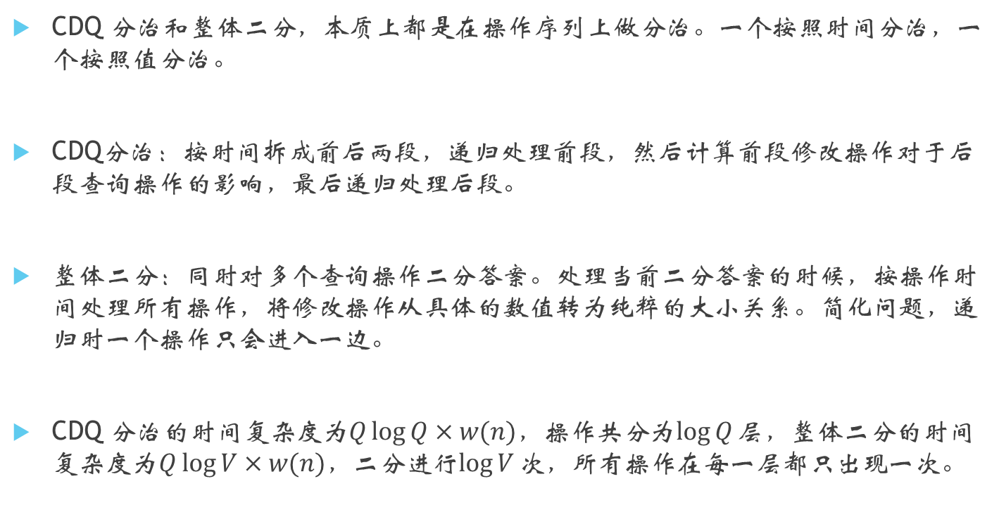 CDQ 分治和整体二分，本质上都是在操作序列上做分治。一个按照时间分治，一
个按照值分治。
CDQ分治：按时间拆成前后两段，递归处理前段，然后计算前段修改操作对于后
段查询操作的影响，最后递归处理后段。
整体二分：同时对多个查询操作二分答案。处理当前二分答案的时候，按操作时
间处理所有操作，将修改操作从具体的数值转为纯粹的大小关系。简化问题，递
归时一个操作只会进入一边。
CDQ 分治的时间复杂度为Q log Q × w(n)，操作共分为log Q 层，整体二分的时间
复杂度为Q log V × w(n)，二分进行log V 次，所有操作在每一层都只出现一次。